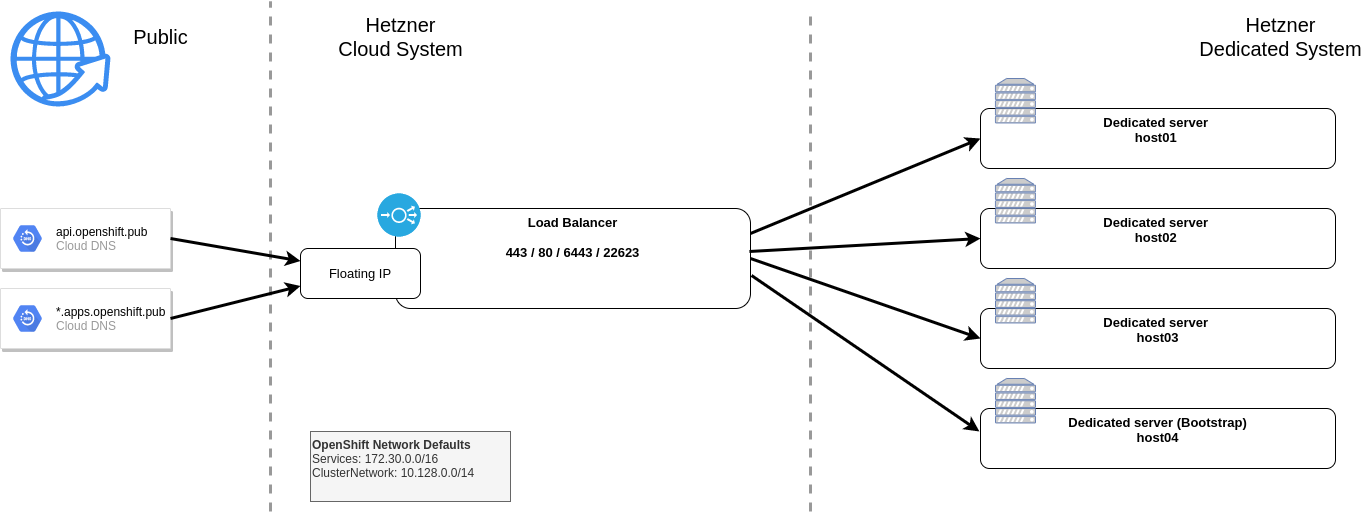 Public
Hetzner
Cloud System
Hetzner
Dedicated System
api.openshift.pub
Cloud DNS
*.apps.openshift.pub
Cloud DNS
Floating IP
Load Balancer
443 / 80 / 6443 / 22623
Dedicated server
host01
Dedicated server
host02
Dedicated server
host03
Dedicated server (Bootstrap)
host04
OpenShift Network Defaults
Services: 172.30.0.0/16
ClusterNetwork: 10.128.0.0/14